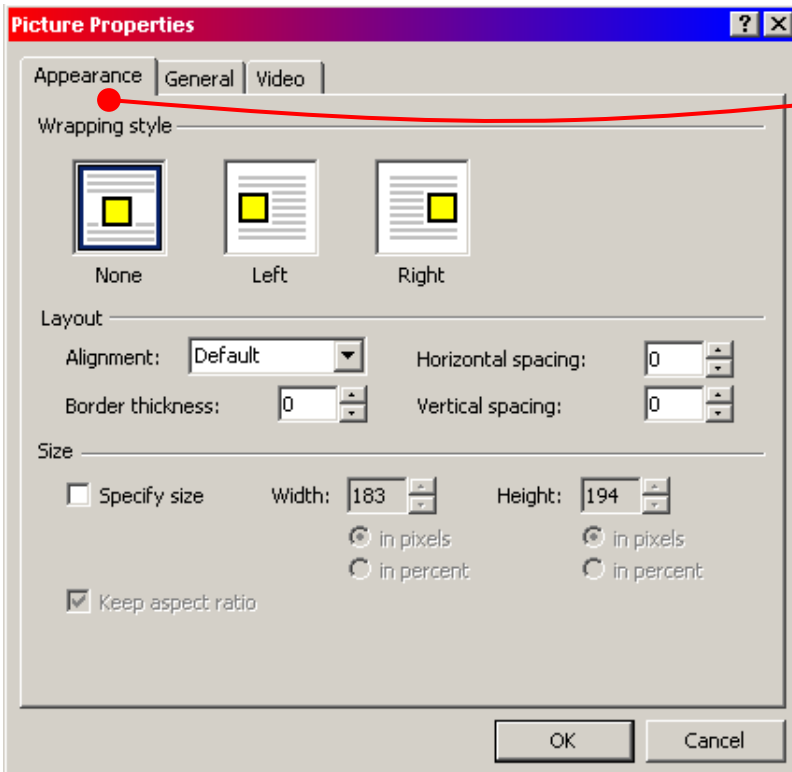 Picture Properties
Appearance General Video
Wrapping style
None Left Right
Layout
Alignment: Default Horizontal spacing: 0
Border thickness: 0 Vertical spacing: 0
Size
Specify size Width: 183 Height: 194
in pixels in pixels
in percent in percent
Keep aspect ratio
OK Cancel